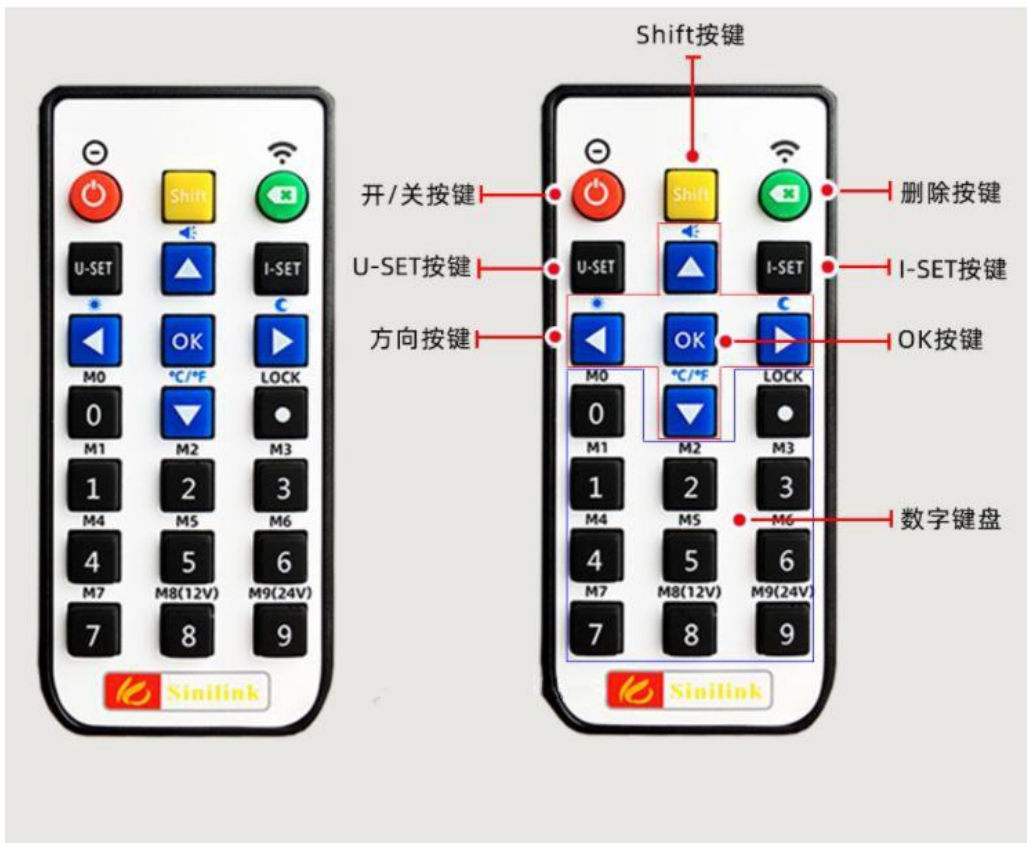 Shift按键
Shift
Shift
开/关按键
删除按键
U-SET
I-SET
U-SET按键
U-SET
I-SET
I-SET按键
方向按键
OK
OK
OK按键
M0
°C/°F
LOCK
M0
°C/°F
LOCK
0
0
M1
M2
M3
M1
M2
M3
1
2
3
1
2
3
M4
M5
M6
M4
M5
M6
数字键盘
4
5
6
4
5
6
M7
M8(12V)
M9(24V)
M7
M8(12V)
M9(24V)
7
8
9
7
8
9
Sinilink
Sinilink